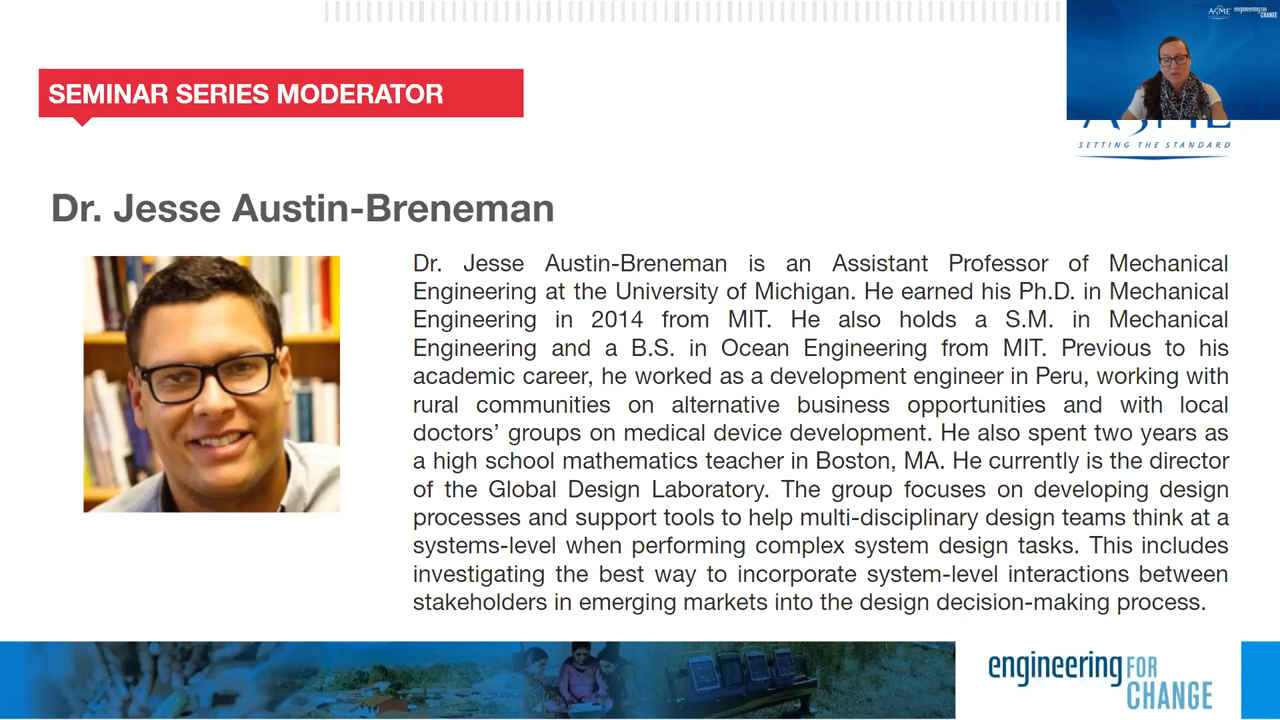 ASME engineering FOR CHANGE
SEMINAR SERIES MODERATOR
SETTING THE STANDARD
Dr. Jesse Austin-Breneman
Dr. Jesse Austin-Breneman is an Assistant Professor of Mechanical
Engineering at the University of Michigan. He earned his Ph.D. in Mechanical
Engineering in 2014 from MIT. He also holds a S.M. in Mechanical
Engineering and a B.S. in Ocean Engineering from MIT. Previous to his
academic career, he worked as a development engineer in Peru, working with
rural communities on alternative business opportunities and with local
doctors’ groups on medical device development. He also spent two years as
a high school mathematics teacher in Boston, MA. He currently is the director
of the Global Design Laboratory. The group focuses on developing design
processes and support tools to help multi-disciplinary design teams think at a
systems-level when performing complex system design tasks. This includes
investigating the best way to incorporate system-level interactions between
stakeholders in emerging markets into the design decision-making process.
engineering FOR
CHANGE